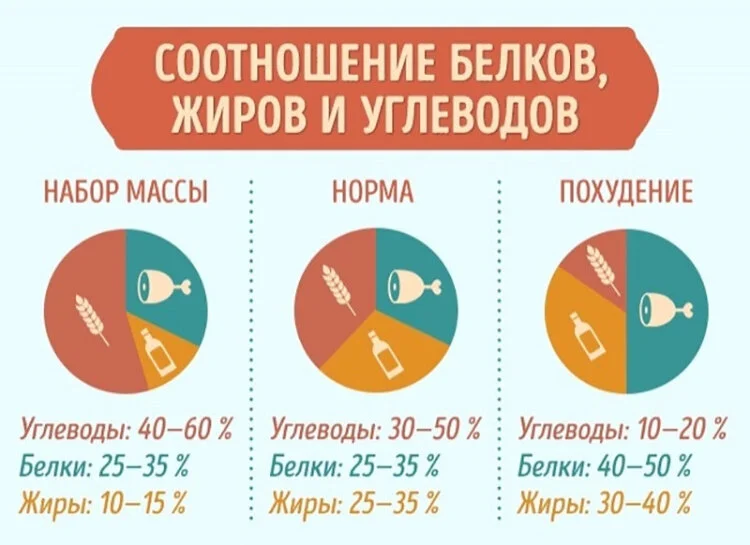 СООТНОШЕНИЕ БЕЛКОВ,
ЖИРОВ И УГЛЕВОДОВ
НАБОР МАССЫ
Углеводы: 40–60 %
Белки: 25–35 %
Жиры: 10–15 %
НОРМА
Углеводы: 30–50 %
Белки: 25–35 %
Жиры: 25–35 %
ПОХУДЕНИЕ
Углеводы: 10–20 %
Белки: 40–50 %
Жиры: 30–40 %